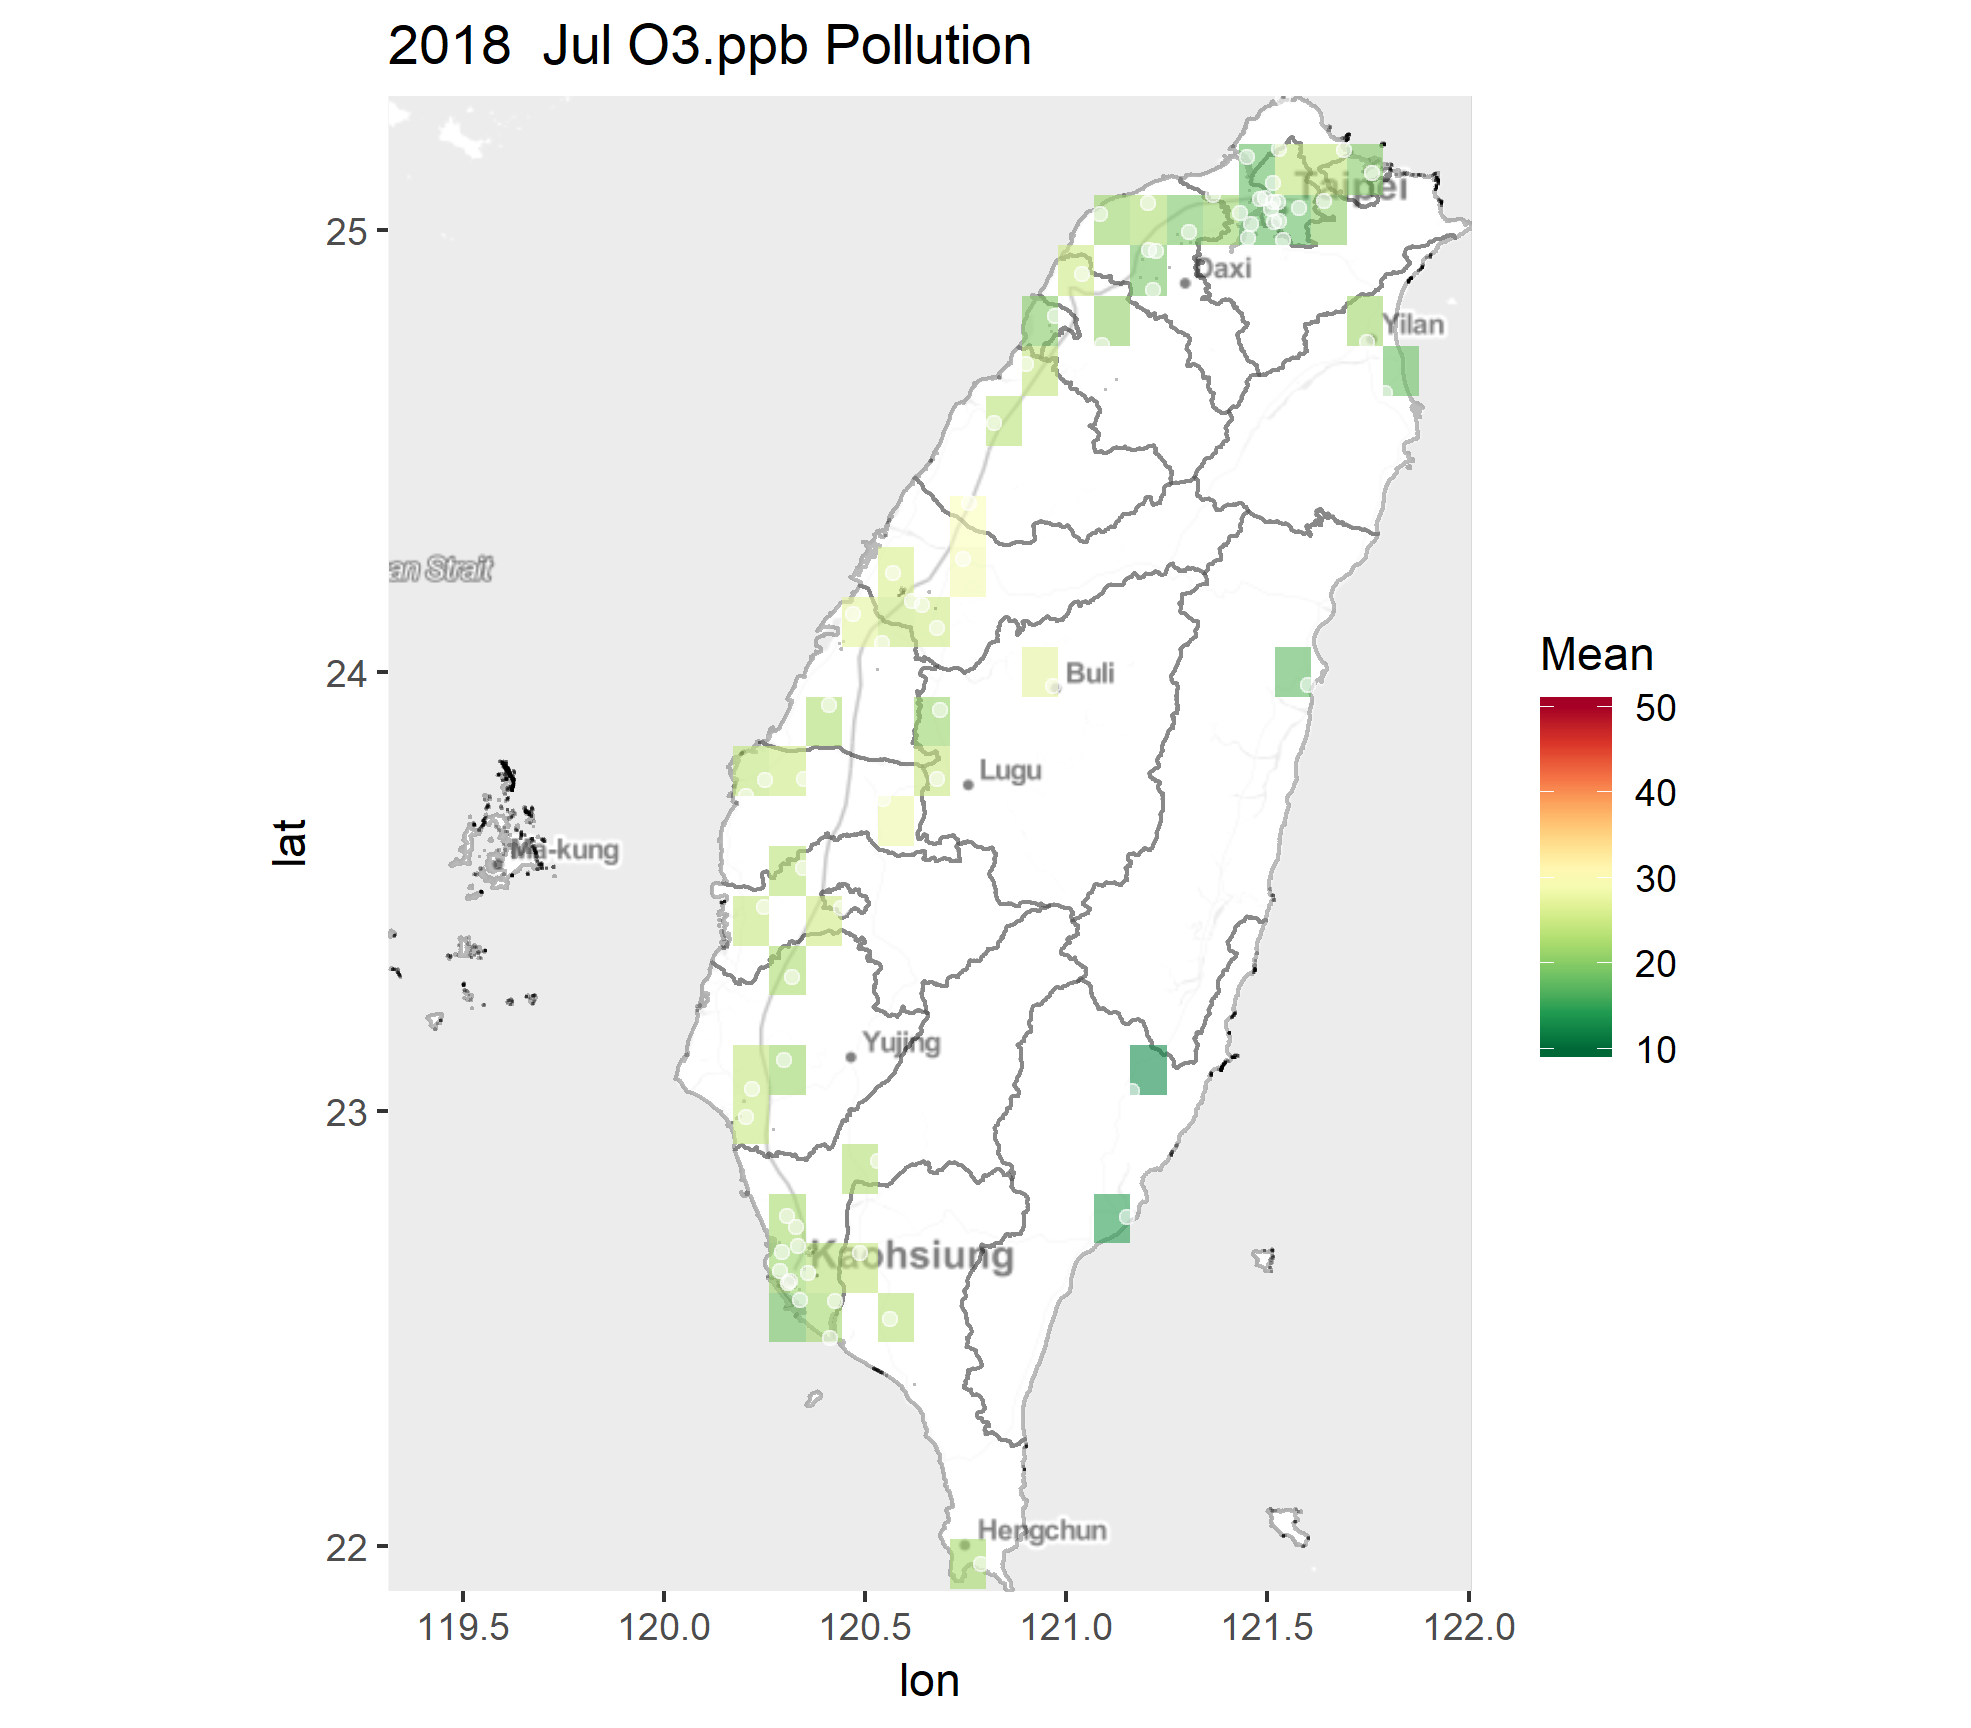 2018  Jul O3.ppb Pollution
25
24
23
22
lat
Taipei
Daxi
Yilan
an Strait
Buli
Lugu
Ma-kung
Yujing
Kaohsiung
Hengchun
119.5
120.0
120.5
121.0
121.5
122.0
lon
Mean
50
40
30
20
10